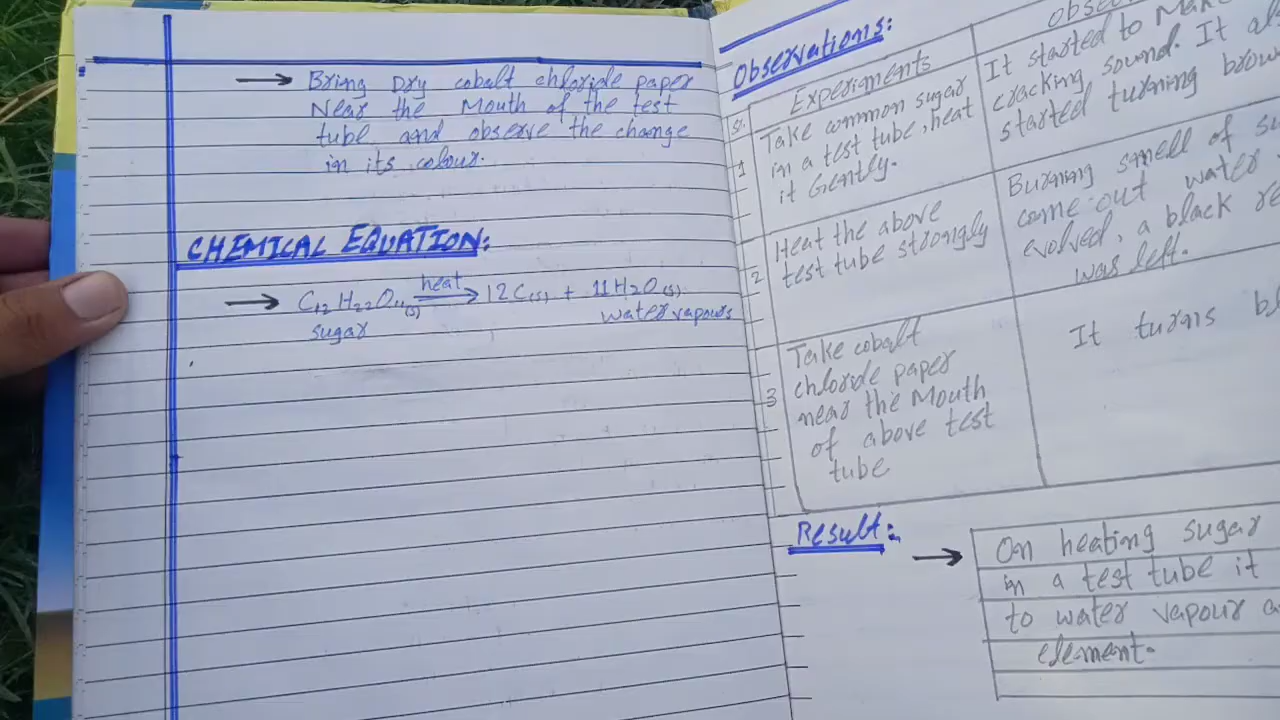 → Bring Dry cobalt chloride paper
Near the Mouth of the test
tube and observe the change
in its colour.
CHEMICAL EQUATION:
→ C12H22O11(s) heat → 12C(s) + 11H2O(s)
sugar
water vapours
Observations:
Sr.
Experiments
1
Take common sugar
in a test tube, heat
it Gently.
It started to Make
cracking sound. It
started turning brow
2
Heat the above
test tube strongly
Burning smell of
came out water
evolved, a black
was left.
3
Take cobalt
chloride paper
near the Mouth
of above test
tube
It turns
Result:
→ On heating sugar
in a test tube it
to water vapour
element.